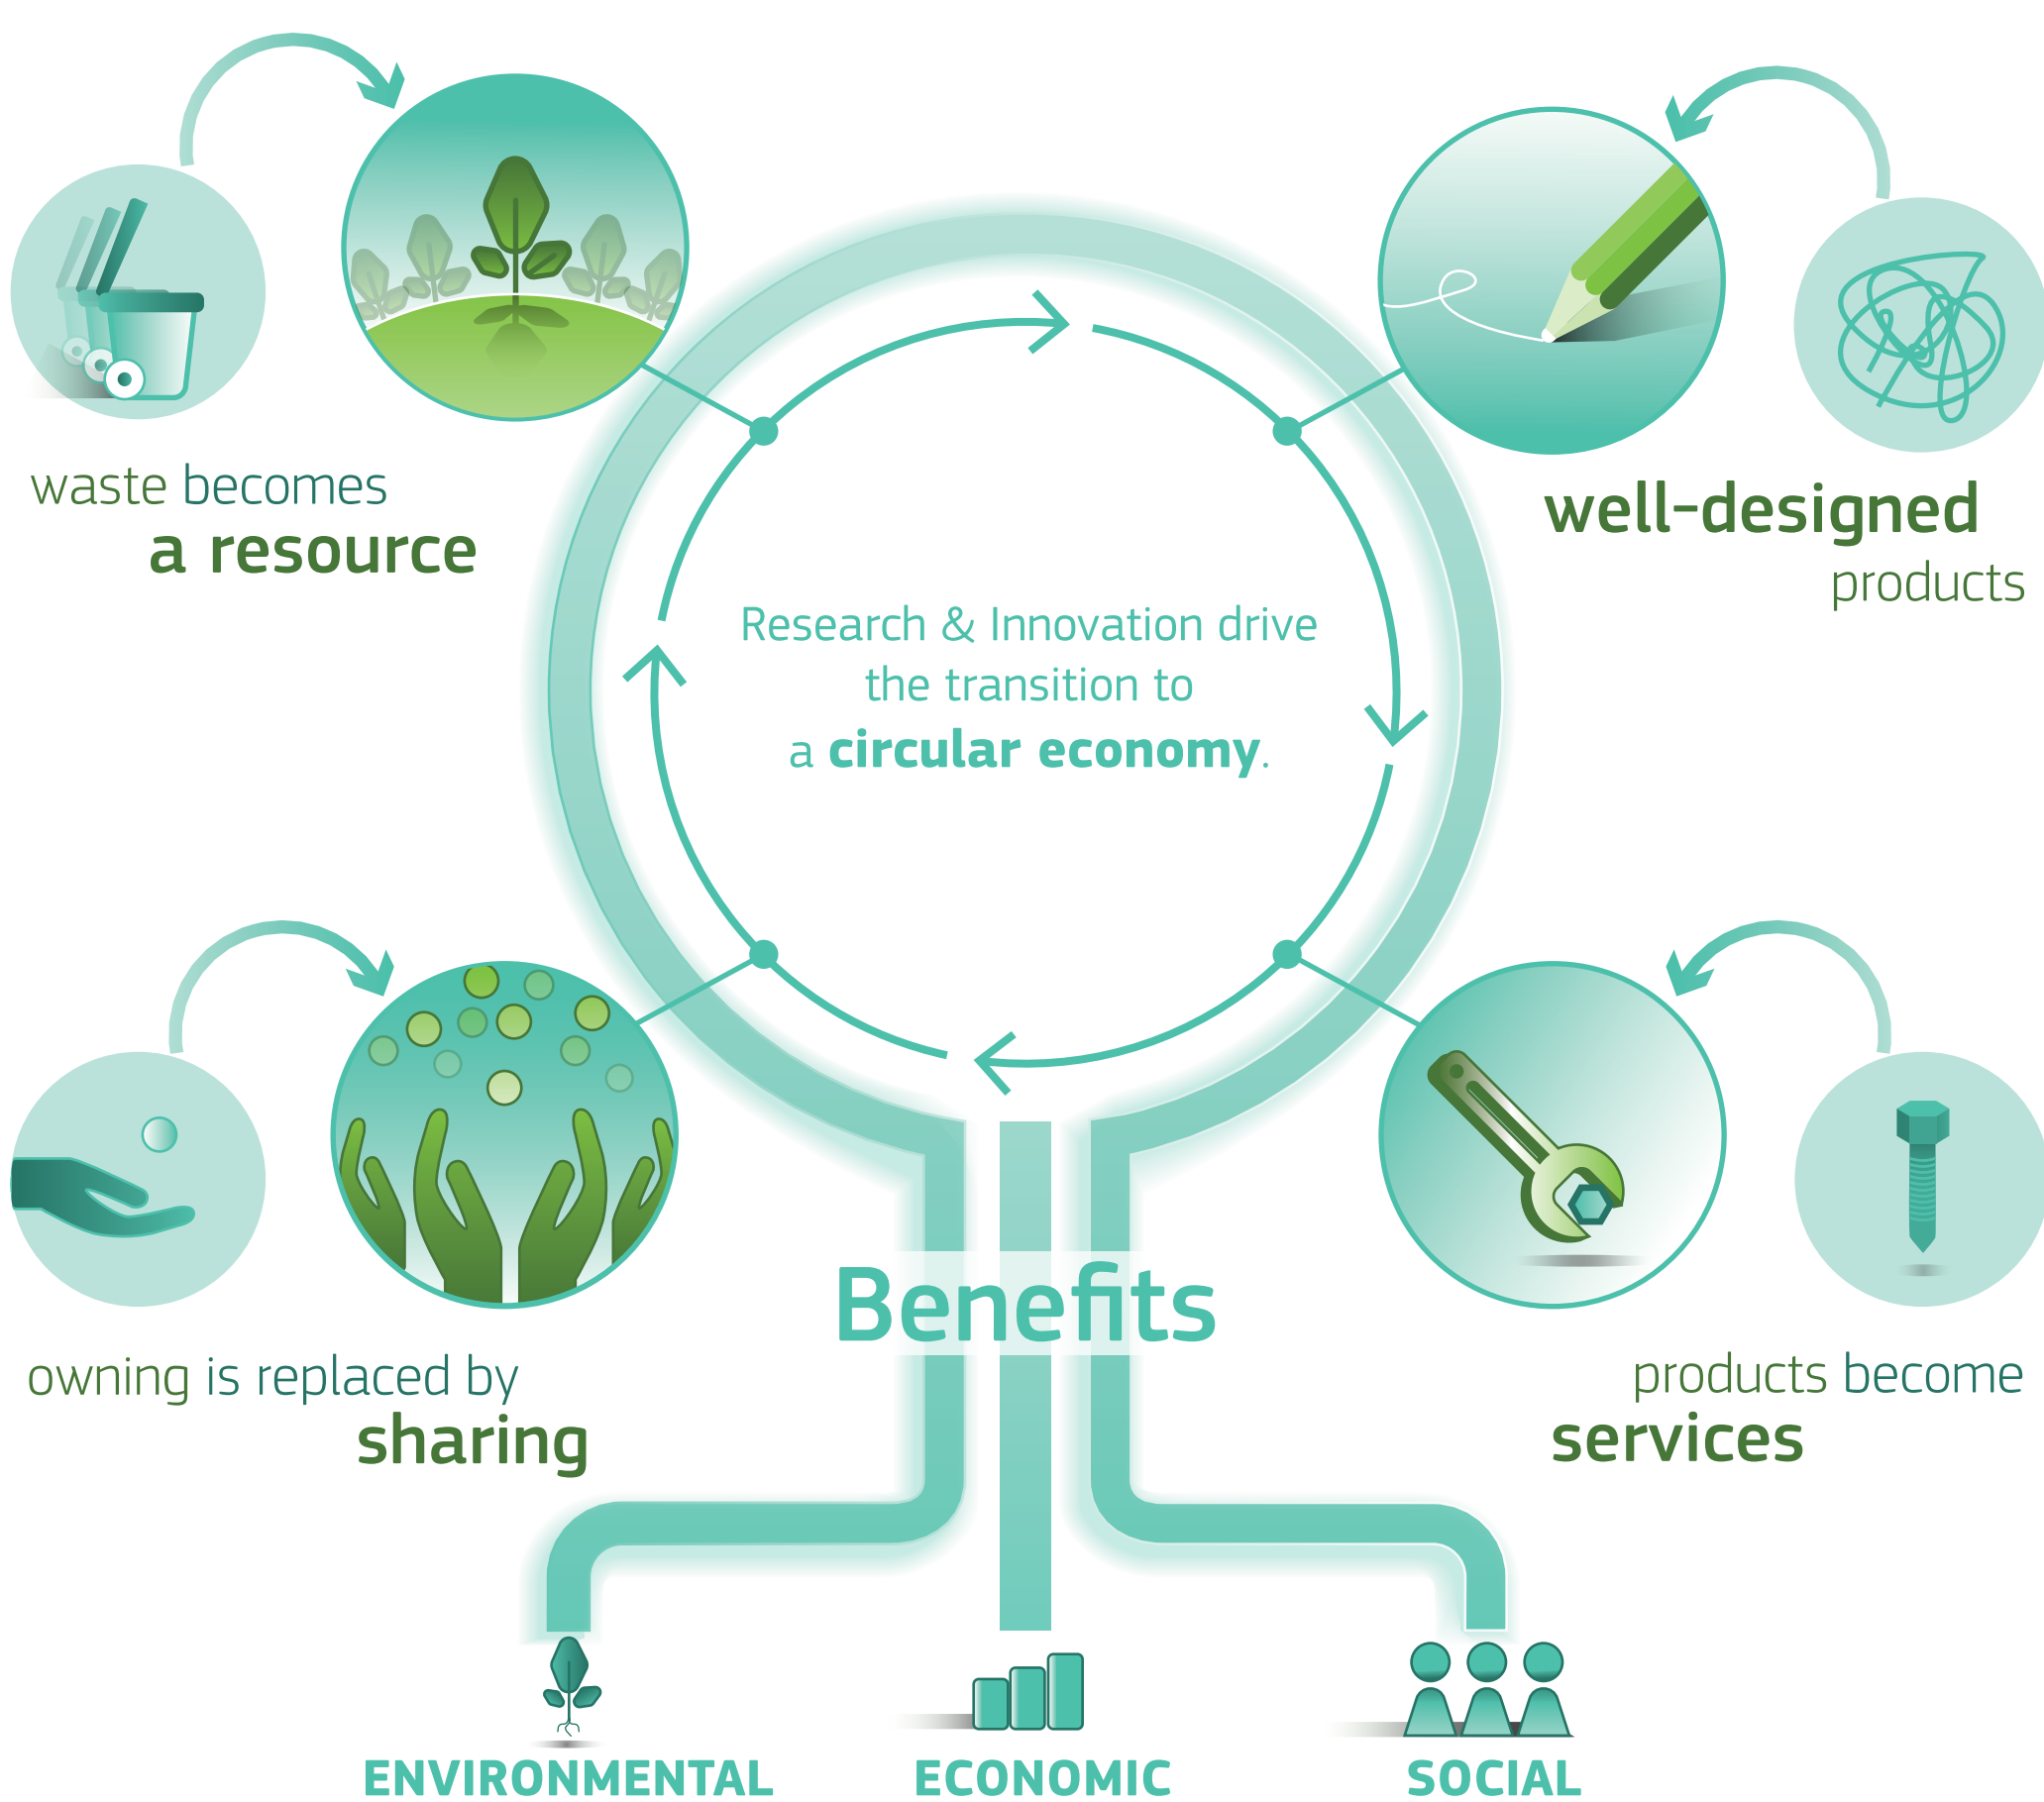 waste becomes
a resource
well-designed
products
Research & Innovation drive
the transition to
a circular economy.
owning is replaced by
sharing
products become
services
Benefits
ENVIRONMENTAL
ECONOMIC
SOCIAL